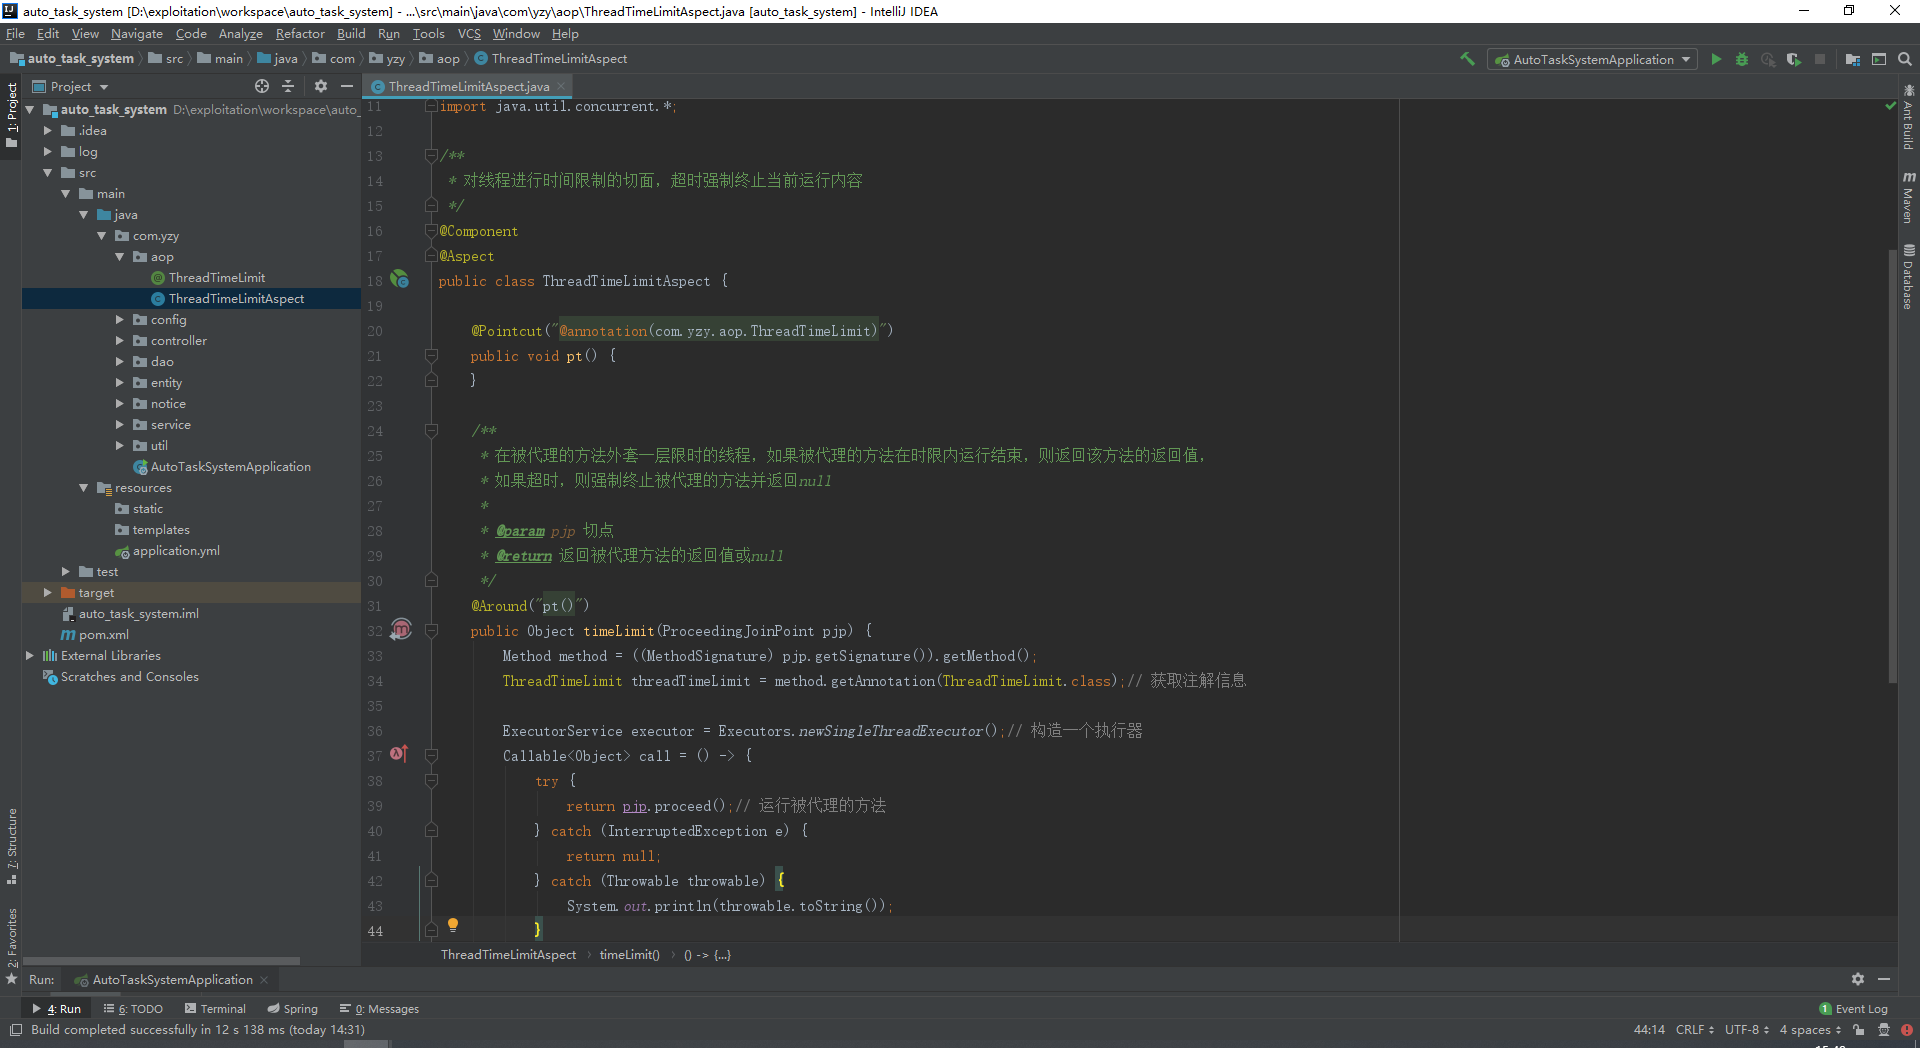 auto_task_system [D:\exploitation\workspace\auto_task_system] - ...\src\main\java\com\yzy\aop\ThreadTimeLimitAspect.java [auto_task_system] - IntelliJ IDEA
File Edit View Navigate Code Analyze Refactor Build Run Tools VCS Window Help
auto_task_system src main java com yzy aop ThreadTimeLimitAspect
AutoTaskSystemApplication
Project
ThreadTimeLimitAspect.java
1: Project
auto_task_system D:\exploitation\workspace\auto_
.idea
log
src
main
java
com.yzy
aop
ThreadTimeLimit
ThreadTimeLimitAspect
config
controller
dao
entity
notice
service
util
AutoTaskSystemApplication
resources
static
templates
application.yml
test
target
auto_task_system.iml
pom.xml
External Libraries
Scratches and Consoles
7: Structure
2: Favorites
11 import java.util.concurrent.*;
12
13 /**
14 * 对线程进行时间限制的切面，超时强制终止当前运行内容
15 */
16 @Component
17 @Aspect
18 public class ThreadTimeLimitAspect {
19
20 @Pointcut("@annotation(com.yzy.aop.ThreadTimeLimit)")
21 public void pt() {
22 }
23
24 /**
25 * 在被代理的方法外套一层限时的线程，如果被代理的方法在时限内运行结束，则返回该方法的返回值，
26 * 如果超时，则强制终止被代理的方法并返回null
27 *
28 * @param pjp 切点
29 * @return 返回被代理方法的返回值或null
30 */
31 @Around("pt()")
32 public Object timeLimit(ProceedingJoinPoint pjp) {
33 Method method = ((MethodSignature) pjp.getSignature()).getMethod();
34 ThreadTimeLimit threadTimeLimit = method.getAnnotation(ThreadTimeLimit.class);// 获取注解信息
35
36 ExecutorService executor = Executors.newSingleThreadExecutor();// 构造一个执行器
37 Callable<Object> call = () -> {
38 try {
39 return pjp.proceed();// 运行被代理的方法
40 } catch (InterruptedException e) {
41 return null;
42 } catch (Throwable throwable) {
43 System.out.println(throwable.toString());
44 }
ThreadTimeLimitAspect timeLimit() () -> {...}
Ant Build
Maven
Database
Run: AutoTaskSystemApplication
4: Run 6: TODO Terminal Spring 0: Messages 1 Event Log
Build completed successfully in 12 s 138 ms (today 14:31) 44:14 CRLF UTF-8 4 spaces